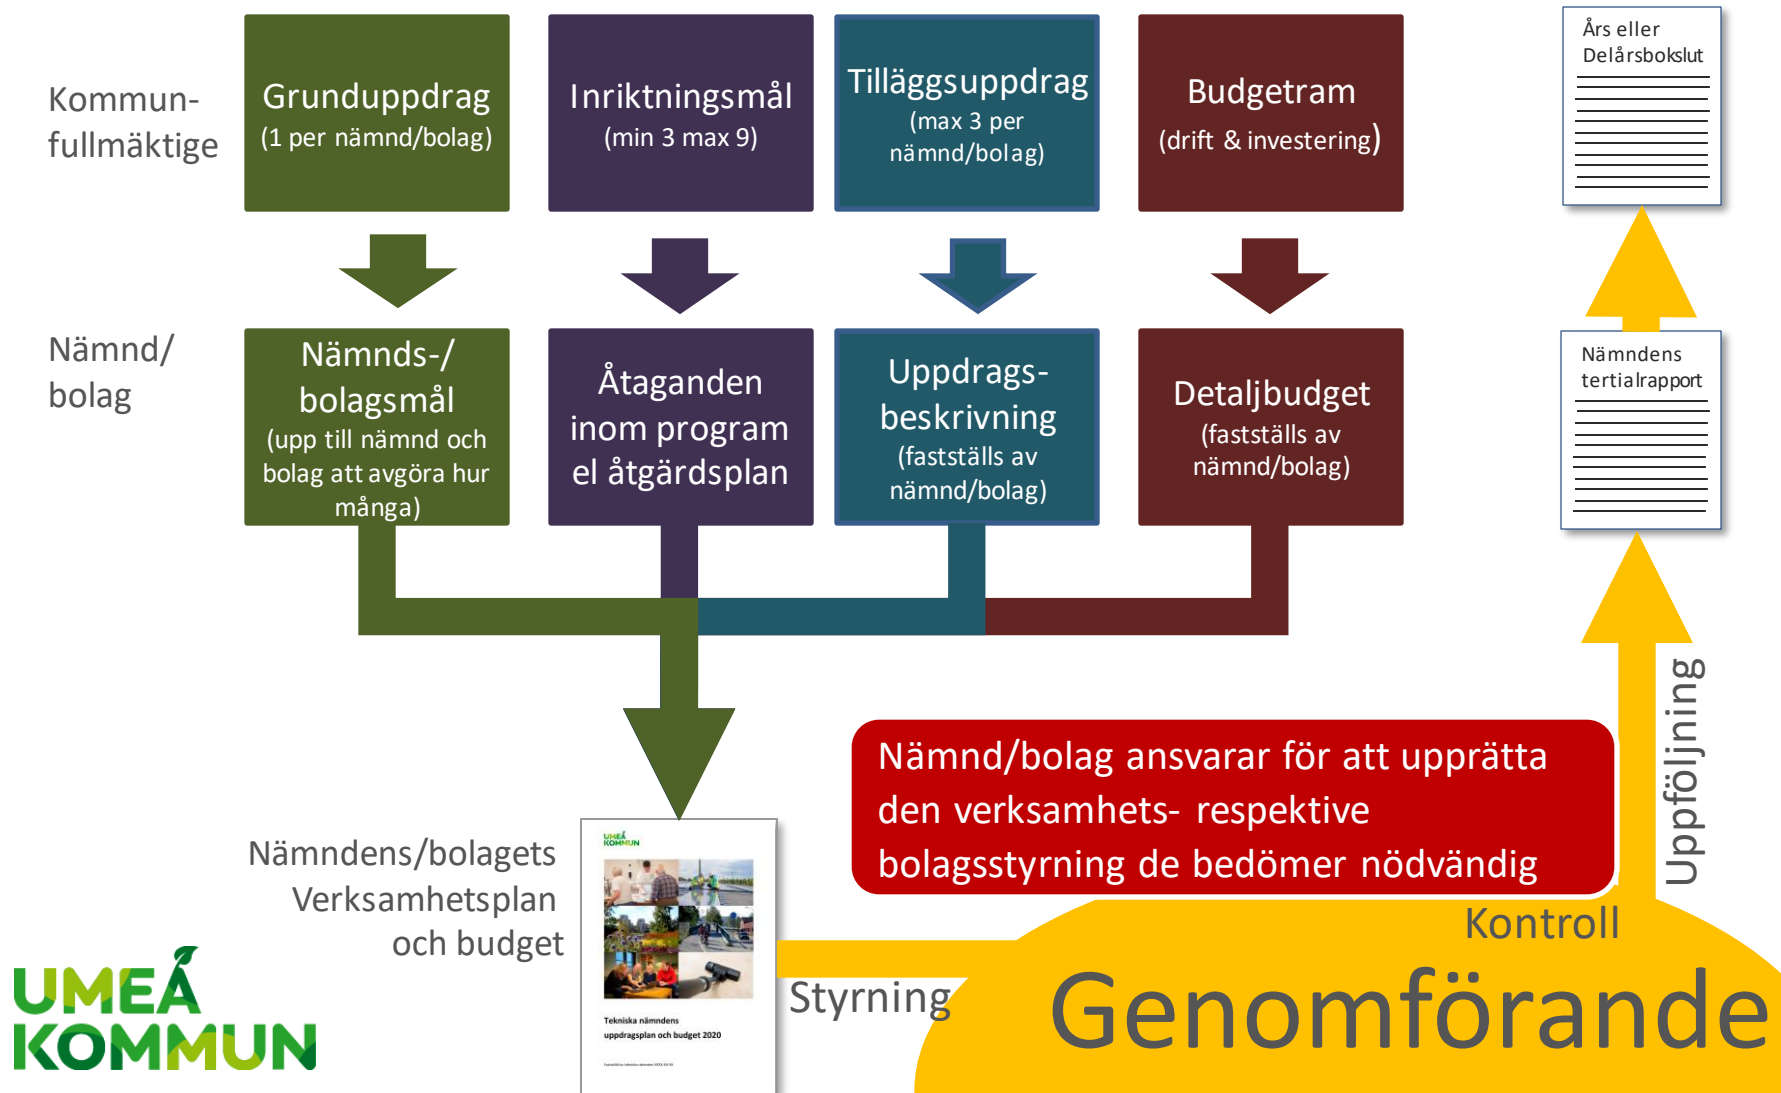 Kommun-
fullmäktige
Grunduppdrag
(1 per nämnd/bolag)
Inriktningsmål
(min 3 max 9)
Tilläggsuppdrag
(max 3 per
nämnd/bolag)
Budgetram
(drift & investering)
Års eller
Delårsbokslut
Nämnd/
bolag
Nämnds-/
bolagsmål
(upp till nämnd och
bolag att avgöra hur
många)
Åtaganden
inom program
el åtgärdsplan
Uppdrags-
beskrivning
(fastställs av
nämnd/bolag)
Detaljbudget
(fastställs av
nämnd/bolag)
Nämndens
tertialrapport
Uppföljning
Nämnd/bolag ansvarar för att upprätta
den verksamhets- respektive
bolagsstyrning de bedömer nödvändig
Nämndens/bolagets
Verksamhetsplan
och budget
UMEÅ
KOMMUN
Tekniska nämndens
uppdragsplan och budget 2020
Styrning
Kontroll
Genomförande
UMEÅ
KOMMUN